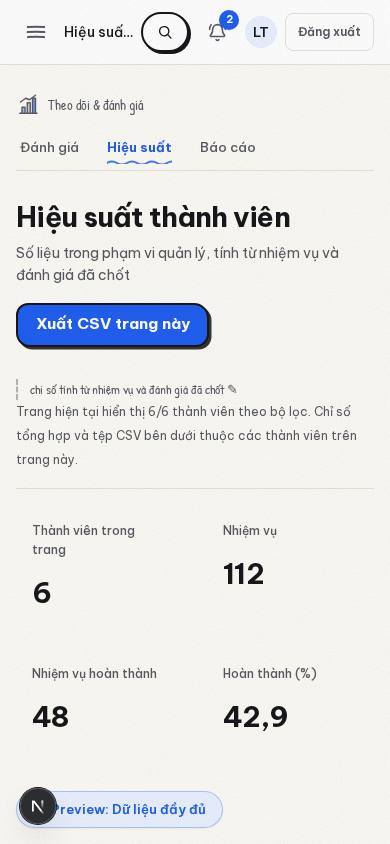 Hiệu suấ...
2
LT
Đăng xuất
Theo dõi & đánh giá
Đánh giá
Hiệu suất
Báo cáo
Hiệu suất thành viên
Số liệu trong phạm vi quản lý, tính từ nhiệm vụ và
đánh giá đã chốt
Xuất CSV trang này
chỉ số tính từ nhiệm vụ và đánh giá đã chốt ✎
Trang hiện tại hiển thị 6/6 thành viên theo bộ lọc. Chỉ số
tổng hợp và tệp CSV bên dưới thuộc các thành viên trên
trang này.
Thành viên trong
trang
6
Nhiệm vụ
112
Nhiệm vụ hoàn thành
48
Hoàn thành (%)
42,9
N
Preview: Dữ liệu đầy đủ